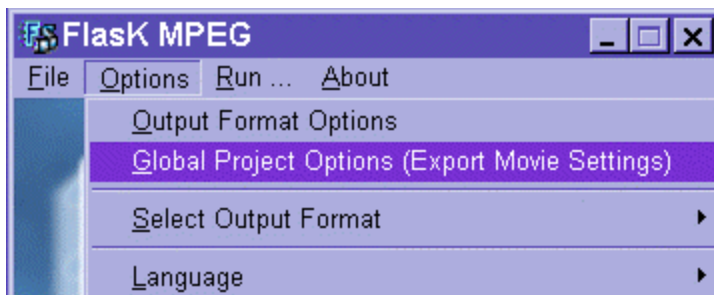 FlasK MPEG
File Options Run ... About
Output Format Options
Global Project Options (Export Movie Settings)
Select Output Format
Language